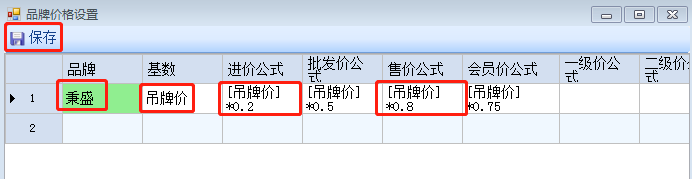 品牌价格设置
保存
品牌 基数 进价公式 批发价公式 售价公式 会员价公式 一级价公式 二级价公
1 秉盛 吊牌价 [吊牌价]*0.2 [吊牌价]*0.5 [吊牌价]*0.8 [吊牌价]*0.75
2